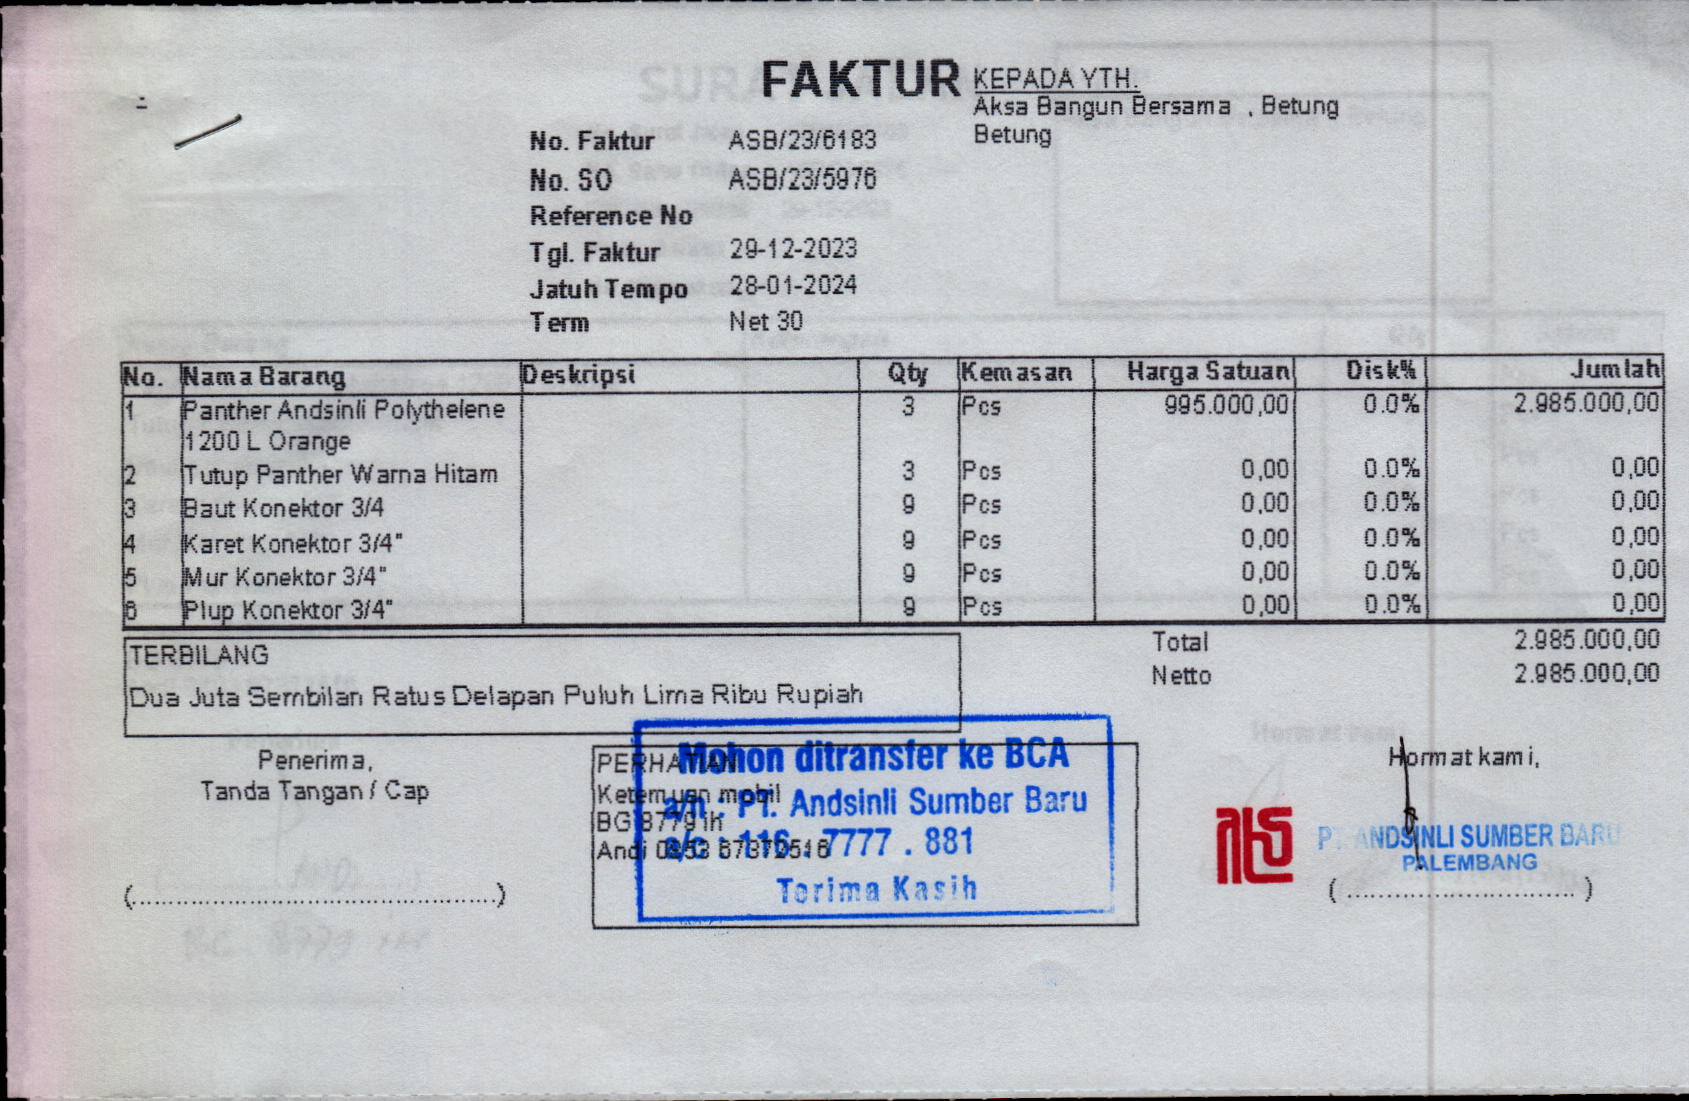 FAKTUR
KEPADA YTH.
Aksa Bangun Bersama , Betung
Betung
No. Faktur ASB/23/6183
No. SO ASB/23/5976
Reference No
Tgl. Faktur 29-12-2023
Jatuh Tempo 28-01-2024
Term Net 30
No. Nama Barang Deskripsi Qty Kemasan Harga Satuan Disk% Jumlah
1 Panther Andsinli Polythelene 3 Pcs 995.000,00 0.0% 2.985.000,00
1200 L Orange
2 Tutup Panther Warna Hitam 3 Pcs 0,00 0.0% 0,00
3 Baut Konektor 3/4 9 Pcs 0,00 0.0% 0,00
4 Karet Konektor 3/4" 9 Pcs 0,00 0.0% 0,00
5 Mur Konektor 3/4" 9 Pcs 0,00 0.0% 0,00
6 Plup Konektor 3/4" 9 Pcs 0,00 0.0% 0,00
Total 2.985.000,00
Netto 2.985.000,00
TERBILANG
Dua Juta Sembilan Ratus Delapan Puluh Lima Ribu Rupiah
Penerima,
Tanda Tangan / Cap
(..........................................)
PERHATIAN
Ketemuan mobil
BG 8779 ih
Andi
Mohon ditransfer ke BCA
a/n : PT. Andsinli Sumber Baru
a/c : 116 . 7777 . 881
Terima Kasih
Hormat kami,
PT. ANDSINLI SUMBER BARU
PALEMBANG
(............................)